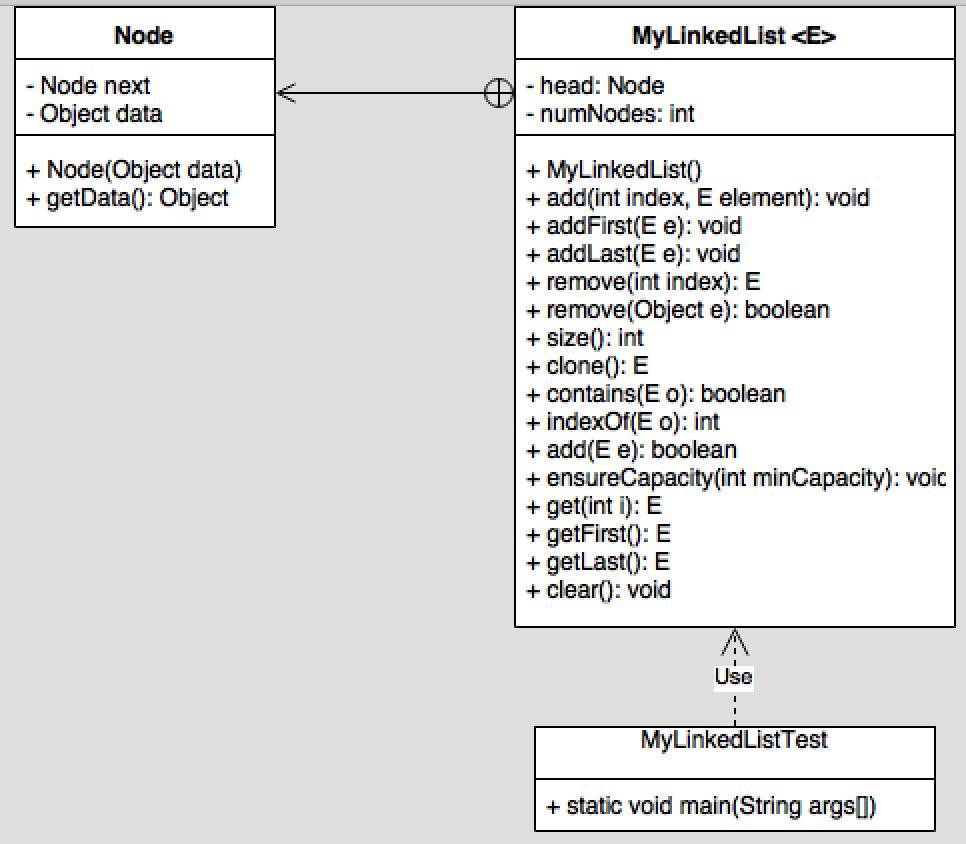 Node
- Node next
- Object data
+ Node(Object data)
+ getData(): Object
MyLinkedList <E>
- head: Node
- numNodes: int
+ MyLinkedList()
+ add(int index, E element): void
+ addFirst(E e): void
+ addLast(E e): void
+ remove(int index): E
+ remove(Object e): boolean
+ size(): int
+ clone(): E
+ contains(E o): boolean
+ indexOf(E o): int
+ add(E e): boolean
+ ensureCapacity(int minCapacity): void
+ get(int i): E
+ getFirst(): E
+ getLast(): E
+ clear(): void
Use
MyLinkedListTest
+ static void main(String args[])